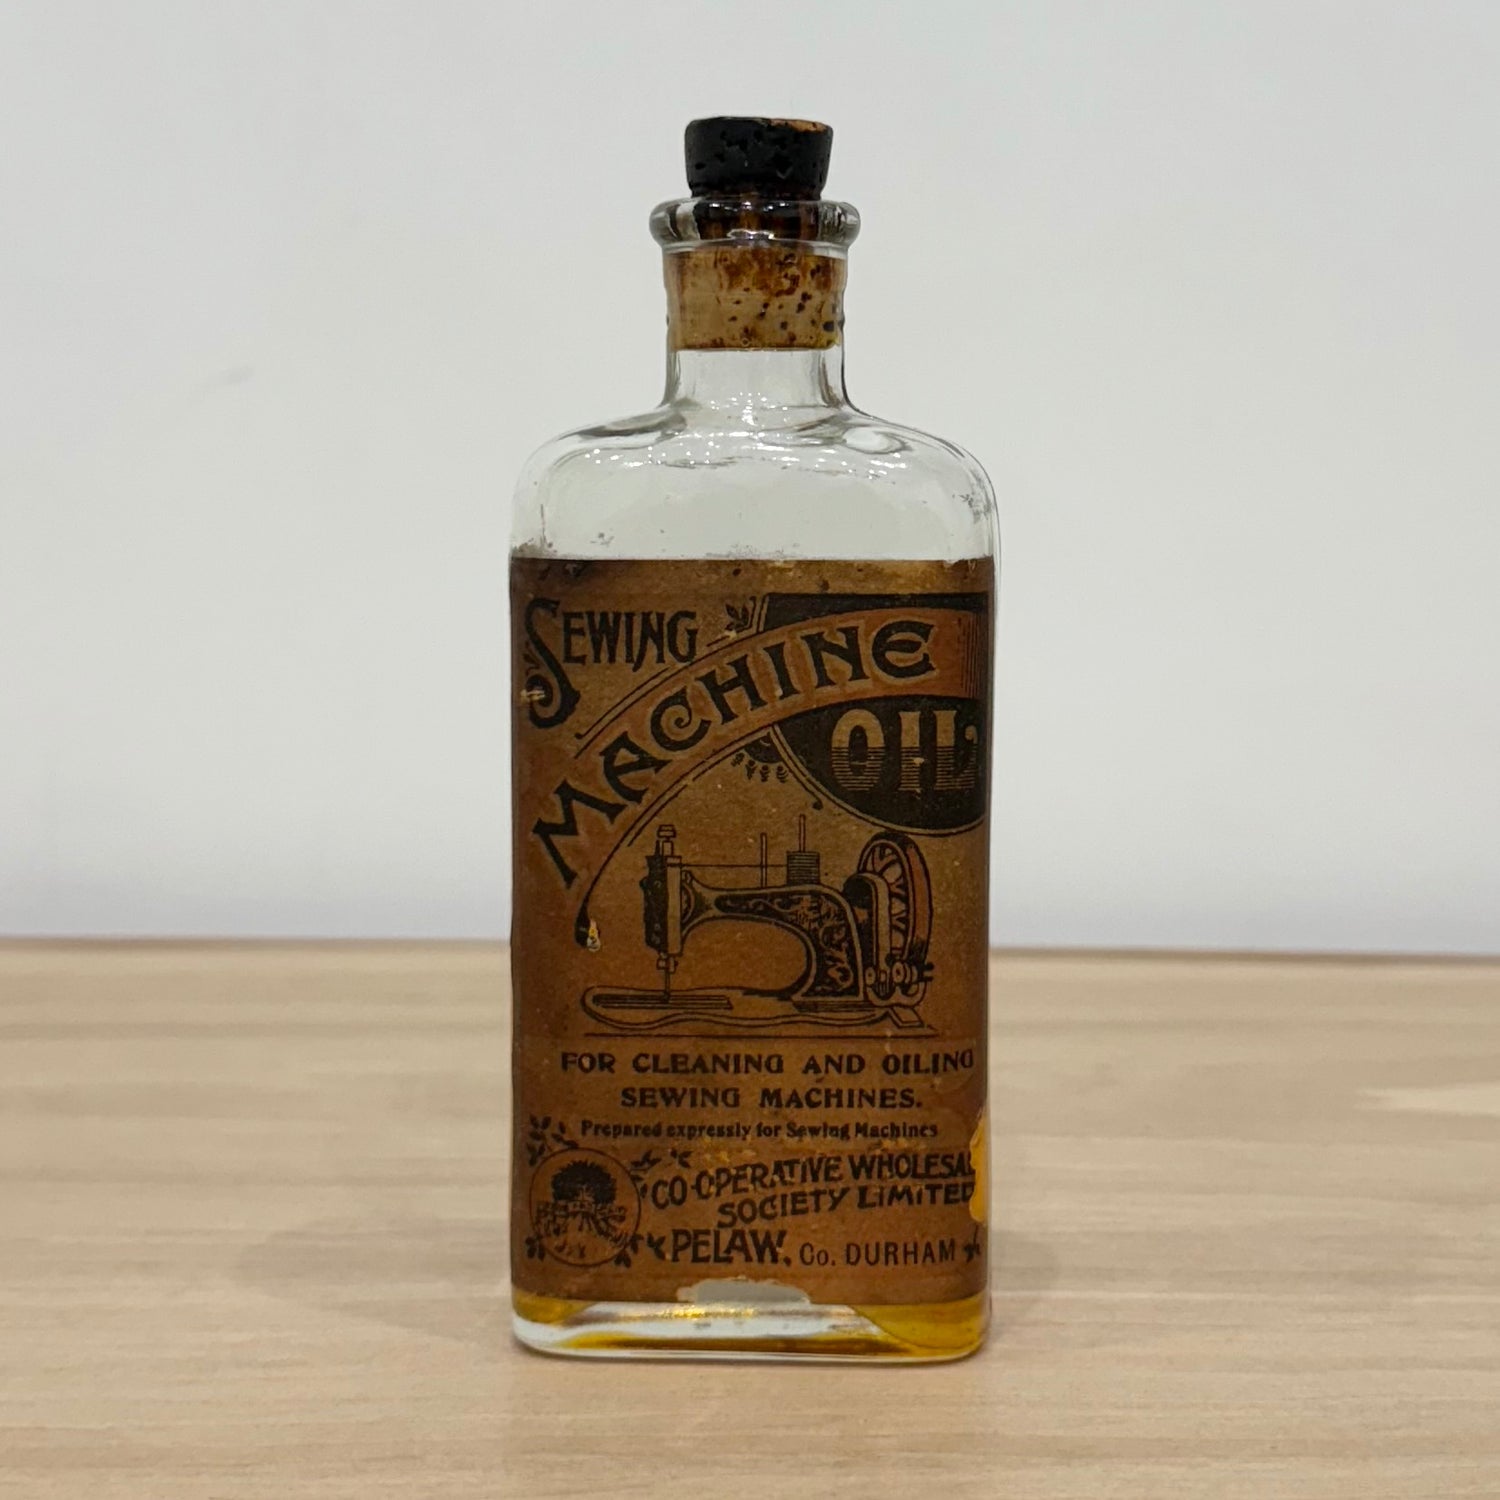 SEWING
MACHINE
OIL
FOR CLEANING AND OILING
SEWING MACHINES.
Prepared expressly for Sewing Machines
CO-OPERATIVE WHOLESAL
SOCIETY LIMITED
PELAW, Co. DURHAM